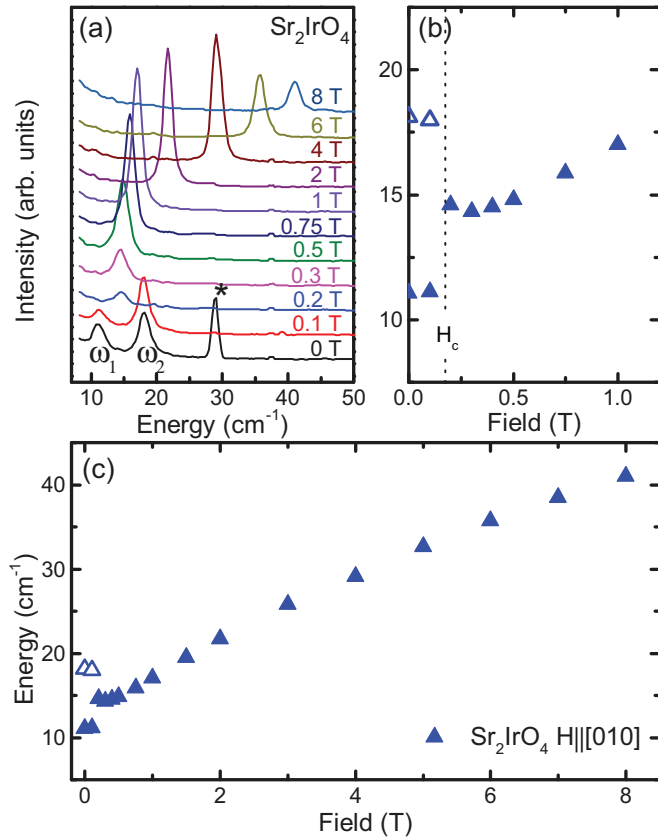 (a) Sr₂IrO₄
8 T
6 T
4 T
2 T
1 T
0.75 T
0.5 T
0.3 T
0.2 T
*
0.1 T
0 T
ω₁ ω₂
10 20 30 40 50
Energy (cm⁻¹)
Intensity (arb. units)
(b)
20
15
10
H꜀
0.0 0.5 1.0
Field (T)
(c)
40
30
20
10
Energy (cm⁻¹)
Sr₂IrO₄ H||[010]
0 2 4 6 8
Field (T)